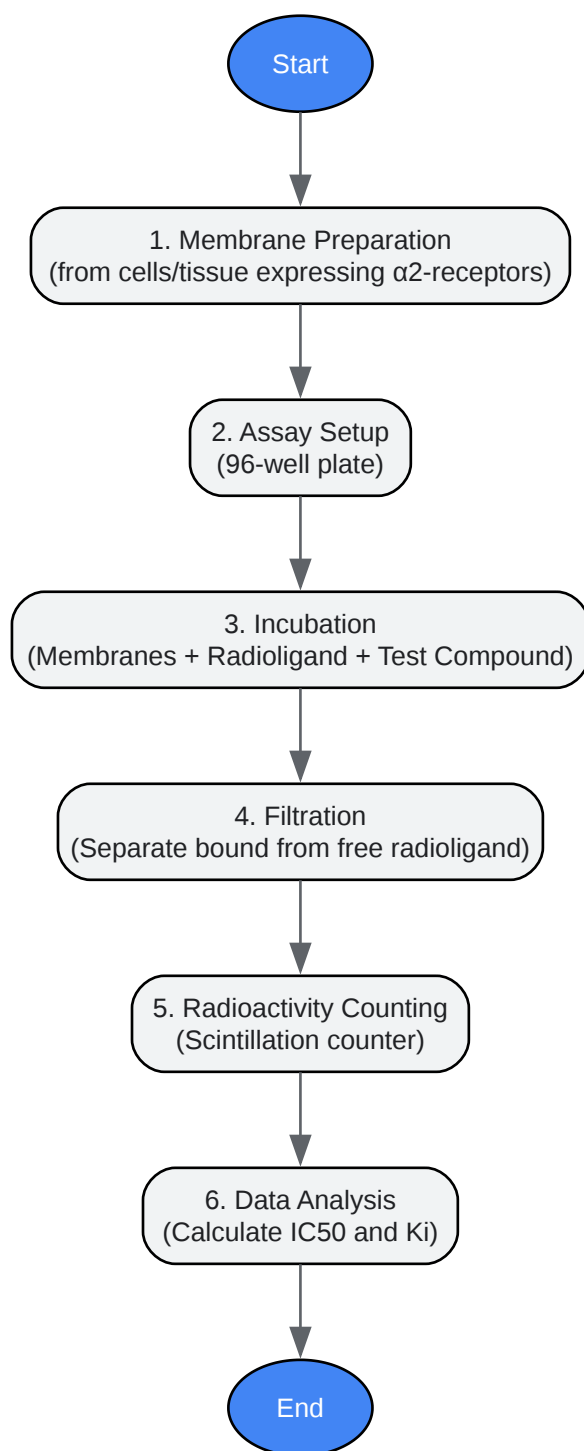 Start
1. Membrane Preparation
(from cells/tissue expressing α2-receptors)
2. Assay Setup
(96-well plate)
3. Incubation
(Membranes + Radioligand + Test Compound)
4. Filtration
(Separate bound from free radioligand)
5. Radioactivity Counting
(Scintillation counter)
6. Data Analysis
(Calculate IC50 and Ki)
End